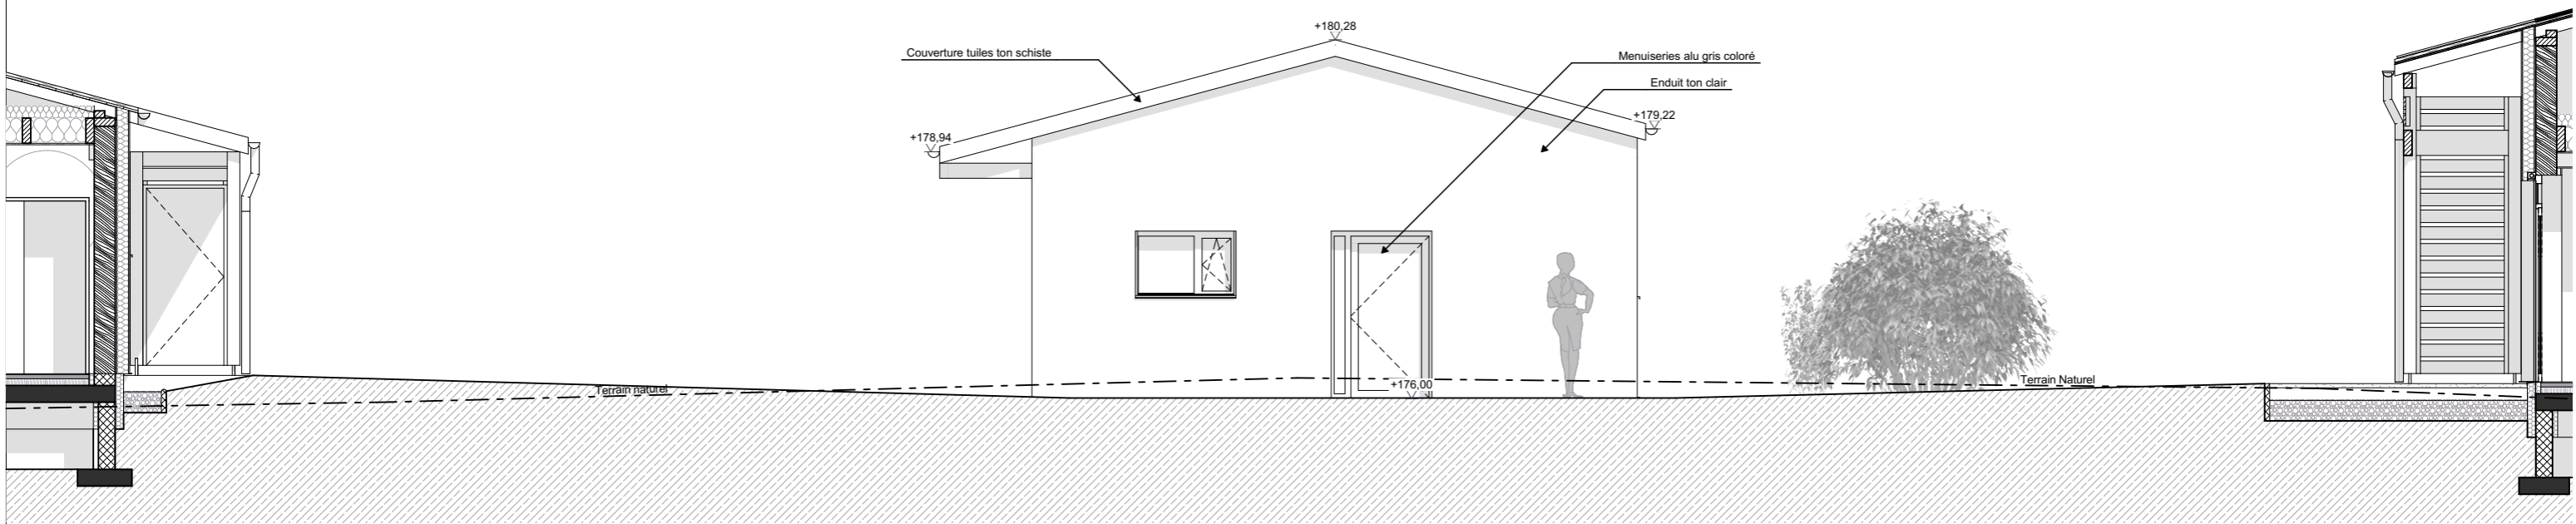 +180,28
Couverture tuiles ton schiste
Menuiseries alu gris coloré
Enduit ton clair
+179,22
+178,94
Terrain naturel
+176,00
Terrain Naturel